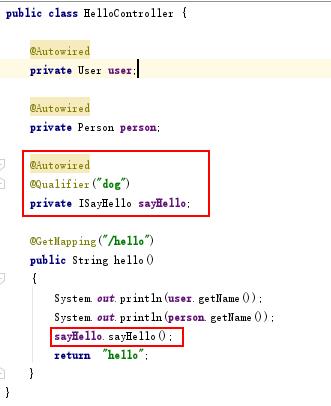 public class HelloController {
@Autowired
private User user;
@Autowired
private Person person;
@Autowired
@Qualifier("dog")
private ISayHello sayHello;
@GetMapping("/hello")
public String hello()
{
System.out.println(user.getName());
System.out.println(person.getName());
sayHello.sayHello();
return "hello";
}
}